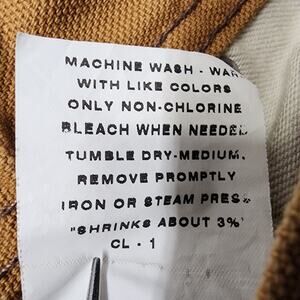 MACHINE WASH - WAR
WITH LIKE COLORS
ONLY NON-CHLORINE
BLEACH WHEN NEEDED
TUMBLE DRY-MEDIUM.
REMOVE PROMPTLY
IRON OR STEAM PRESS
"SHRINKS ABOUT 3%"
CL - 1